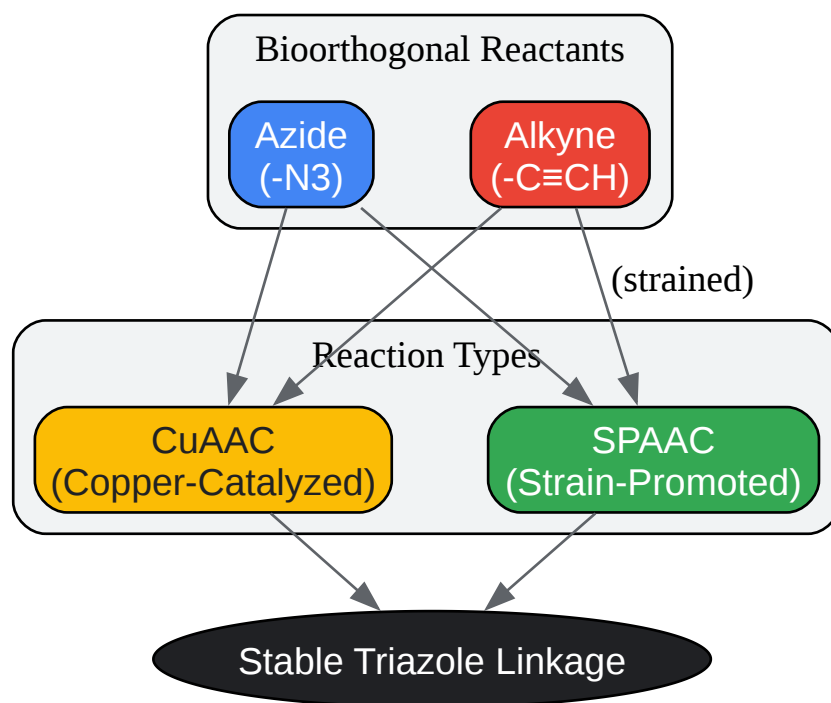 Bioorthogonal Reactants
Azide
(-N3)
Alkyne
(-C≡CH)
(strained)
Reaction Types
CuAAC
(Copper-Catalyzed)
SPAAC
(Strain-Promoted)
Stable Triazole Linkage